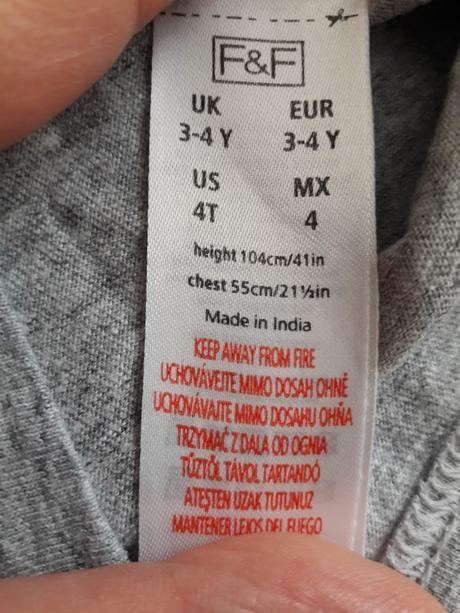 F&F
UK EUR
3-4 Y 3-4 Y
US MX
4T 4
height 104cm/41in
chest 55cm/21½in
Made in India
KEEP AWAY FROM FIRE
UCHOVÁVEJTE MIMO DOSAH OHNĚ
UCHOVÁVAJTE MIMO DOSAHU OHŇA
TRZYMAĆ Z DALA OD OGNIA
TŰZTŐL TÁVOL TARTANDÓ
ATEŞTEN UZAK TUTUNUZ
MANTENER LEJOS DEL FUEGO